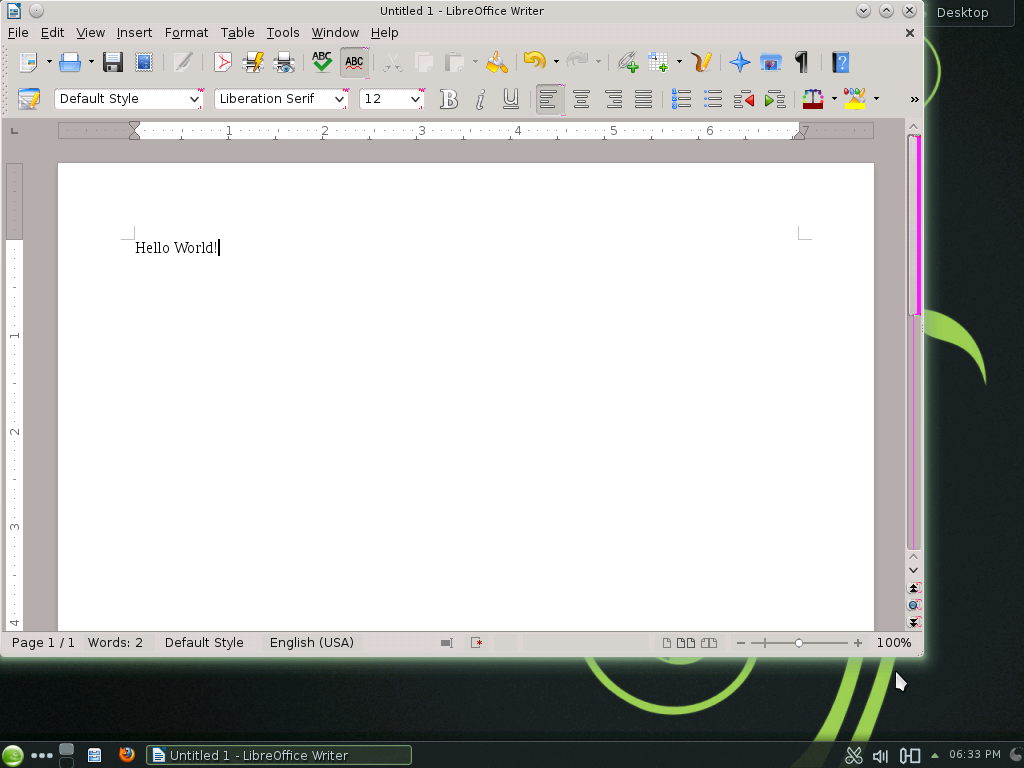 Untitled 1 - LibreOffice Writer
Desktop
File Edit View Insert Format Table Tools Window Help
ABC ABC
Default Style Liberation Serif 12 B i U
1 2 3 4 5 6 7
Hello World!
1
2
3
4
Page 1 / 1 Words: 2 Default Style English (USA) 100%
Untitled 1 - LibreOffice Writer 06:33 PM